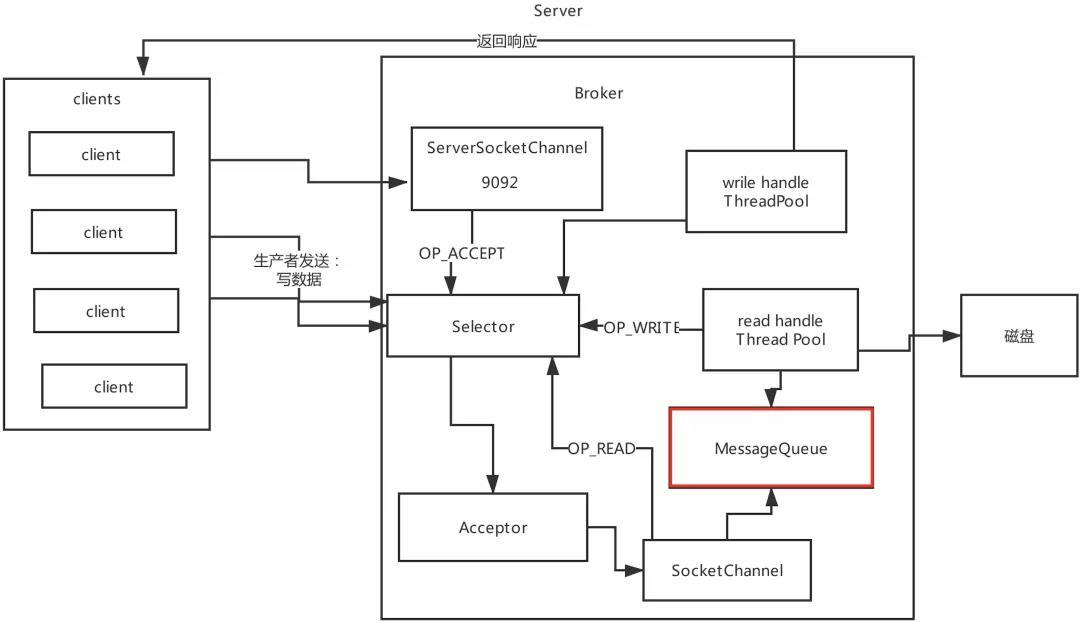 Server
返回响应
clients
client
client
client
client
生产者发送：
写数据
Broker
ServerSocketChannel
9092
OP_ACCEPT
wrile handle
ThreadPool
Selector
OP_WRITE
read handle
Thread Pool
磁盘
OP_READ
MessageQueue
Acceptor
SocketChannel